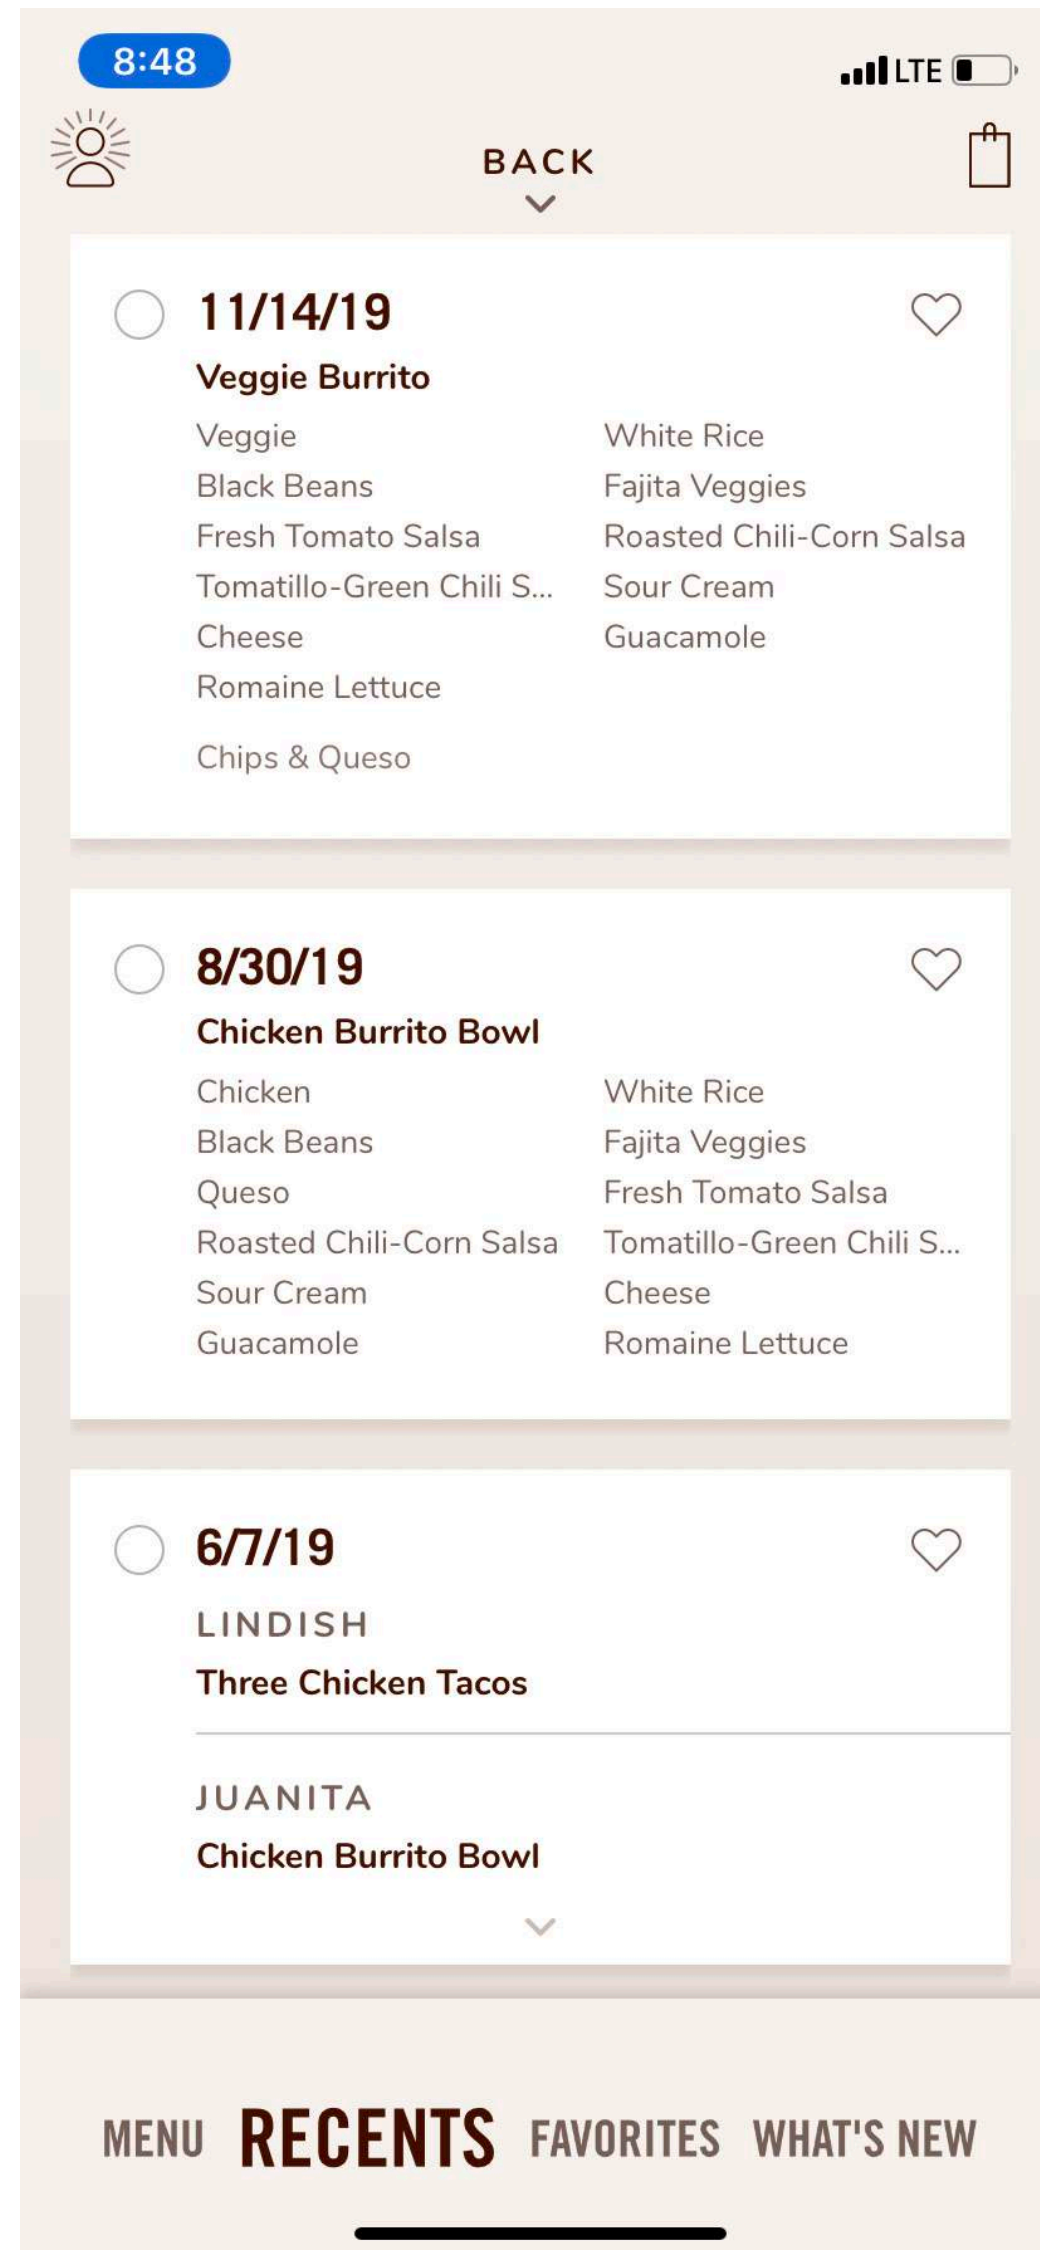 8:48 LTE
BACK
11/14/19
Veggie Burrito
Veggie White Rice
Black Beans Fajita Veggies
Fresh Tomato Salsa Roasted Chili-Corn Salsa
Tomatillo-Green Chili S... Sour Cream
Cheese Guacamole
Romaine Lettuce
Chips & Queso
8/30/19
Chicken Burrito Bowl
Chicken White Rice
Black Beans Fajita Veggies
Queso Fresh Tomato Salsa
Roasted Chili-Corn Salsa Tomatillo-Green Chili S...
Sour Cream Cheese
Guacamole Romaine Lettuce
6/7/19
LINDISH
Three Chicken Tacos
JUANITA
Chicken Burrito Bowl
MENU RECENTS FAVORITES WHAT'S NEW